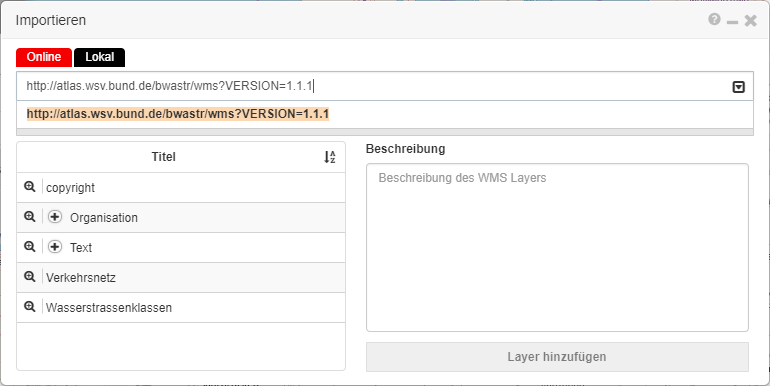 Importieren
Online Lokal
http://atlas.wsv.bund.de/bwastr/wms?VERSION=1.1.1
http://atlas.wsv.bund.de/bwastr/wms?VERSION=1.1.1
Titel
copyright
Organisation
Text
Verkehrsnetz
Wasserstrassenklassen
Beschreibung
Beschreibung des WMS Layers
Layer hinzufügen